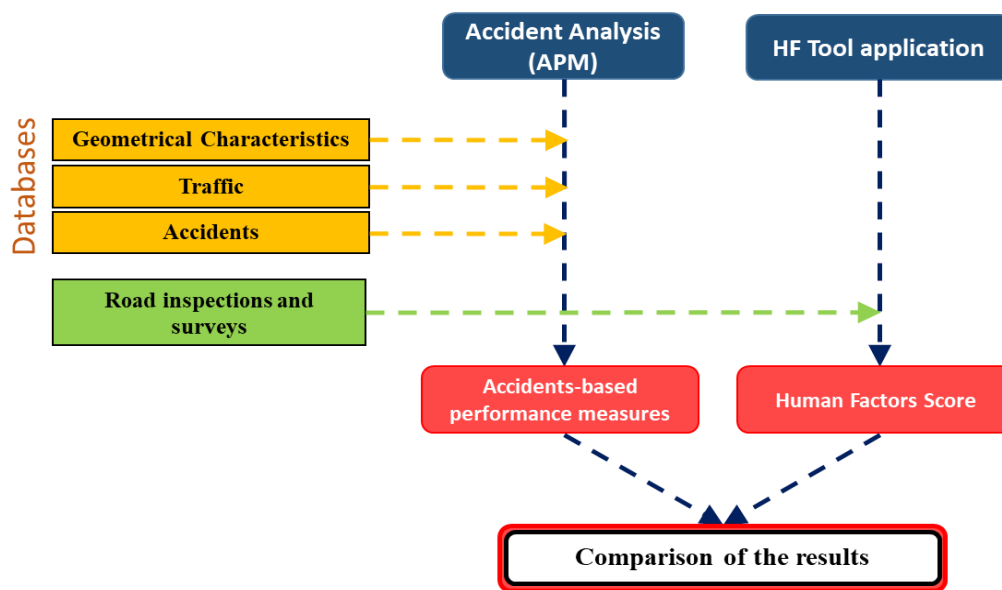 Accident Analysis
(APM)
HF Tool application
Databases
Geometrical Characteristics
Traffic
Accidents
Road inspections and
surveys
Accidents-based
performance measures
Human Factors Score
Comparison of the results